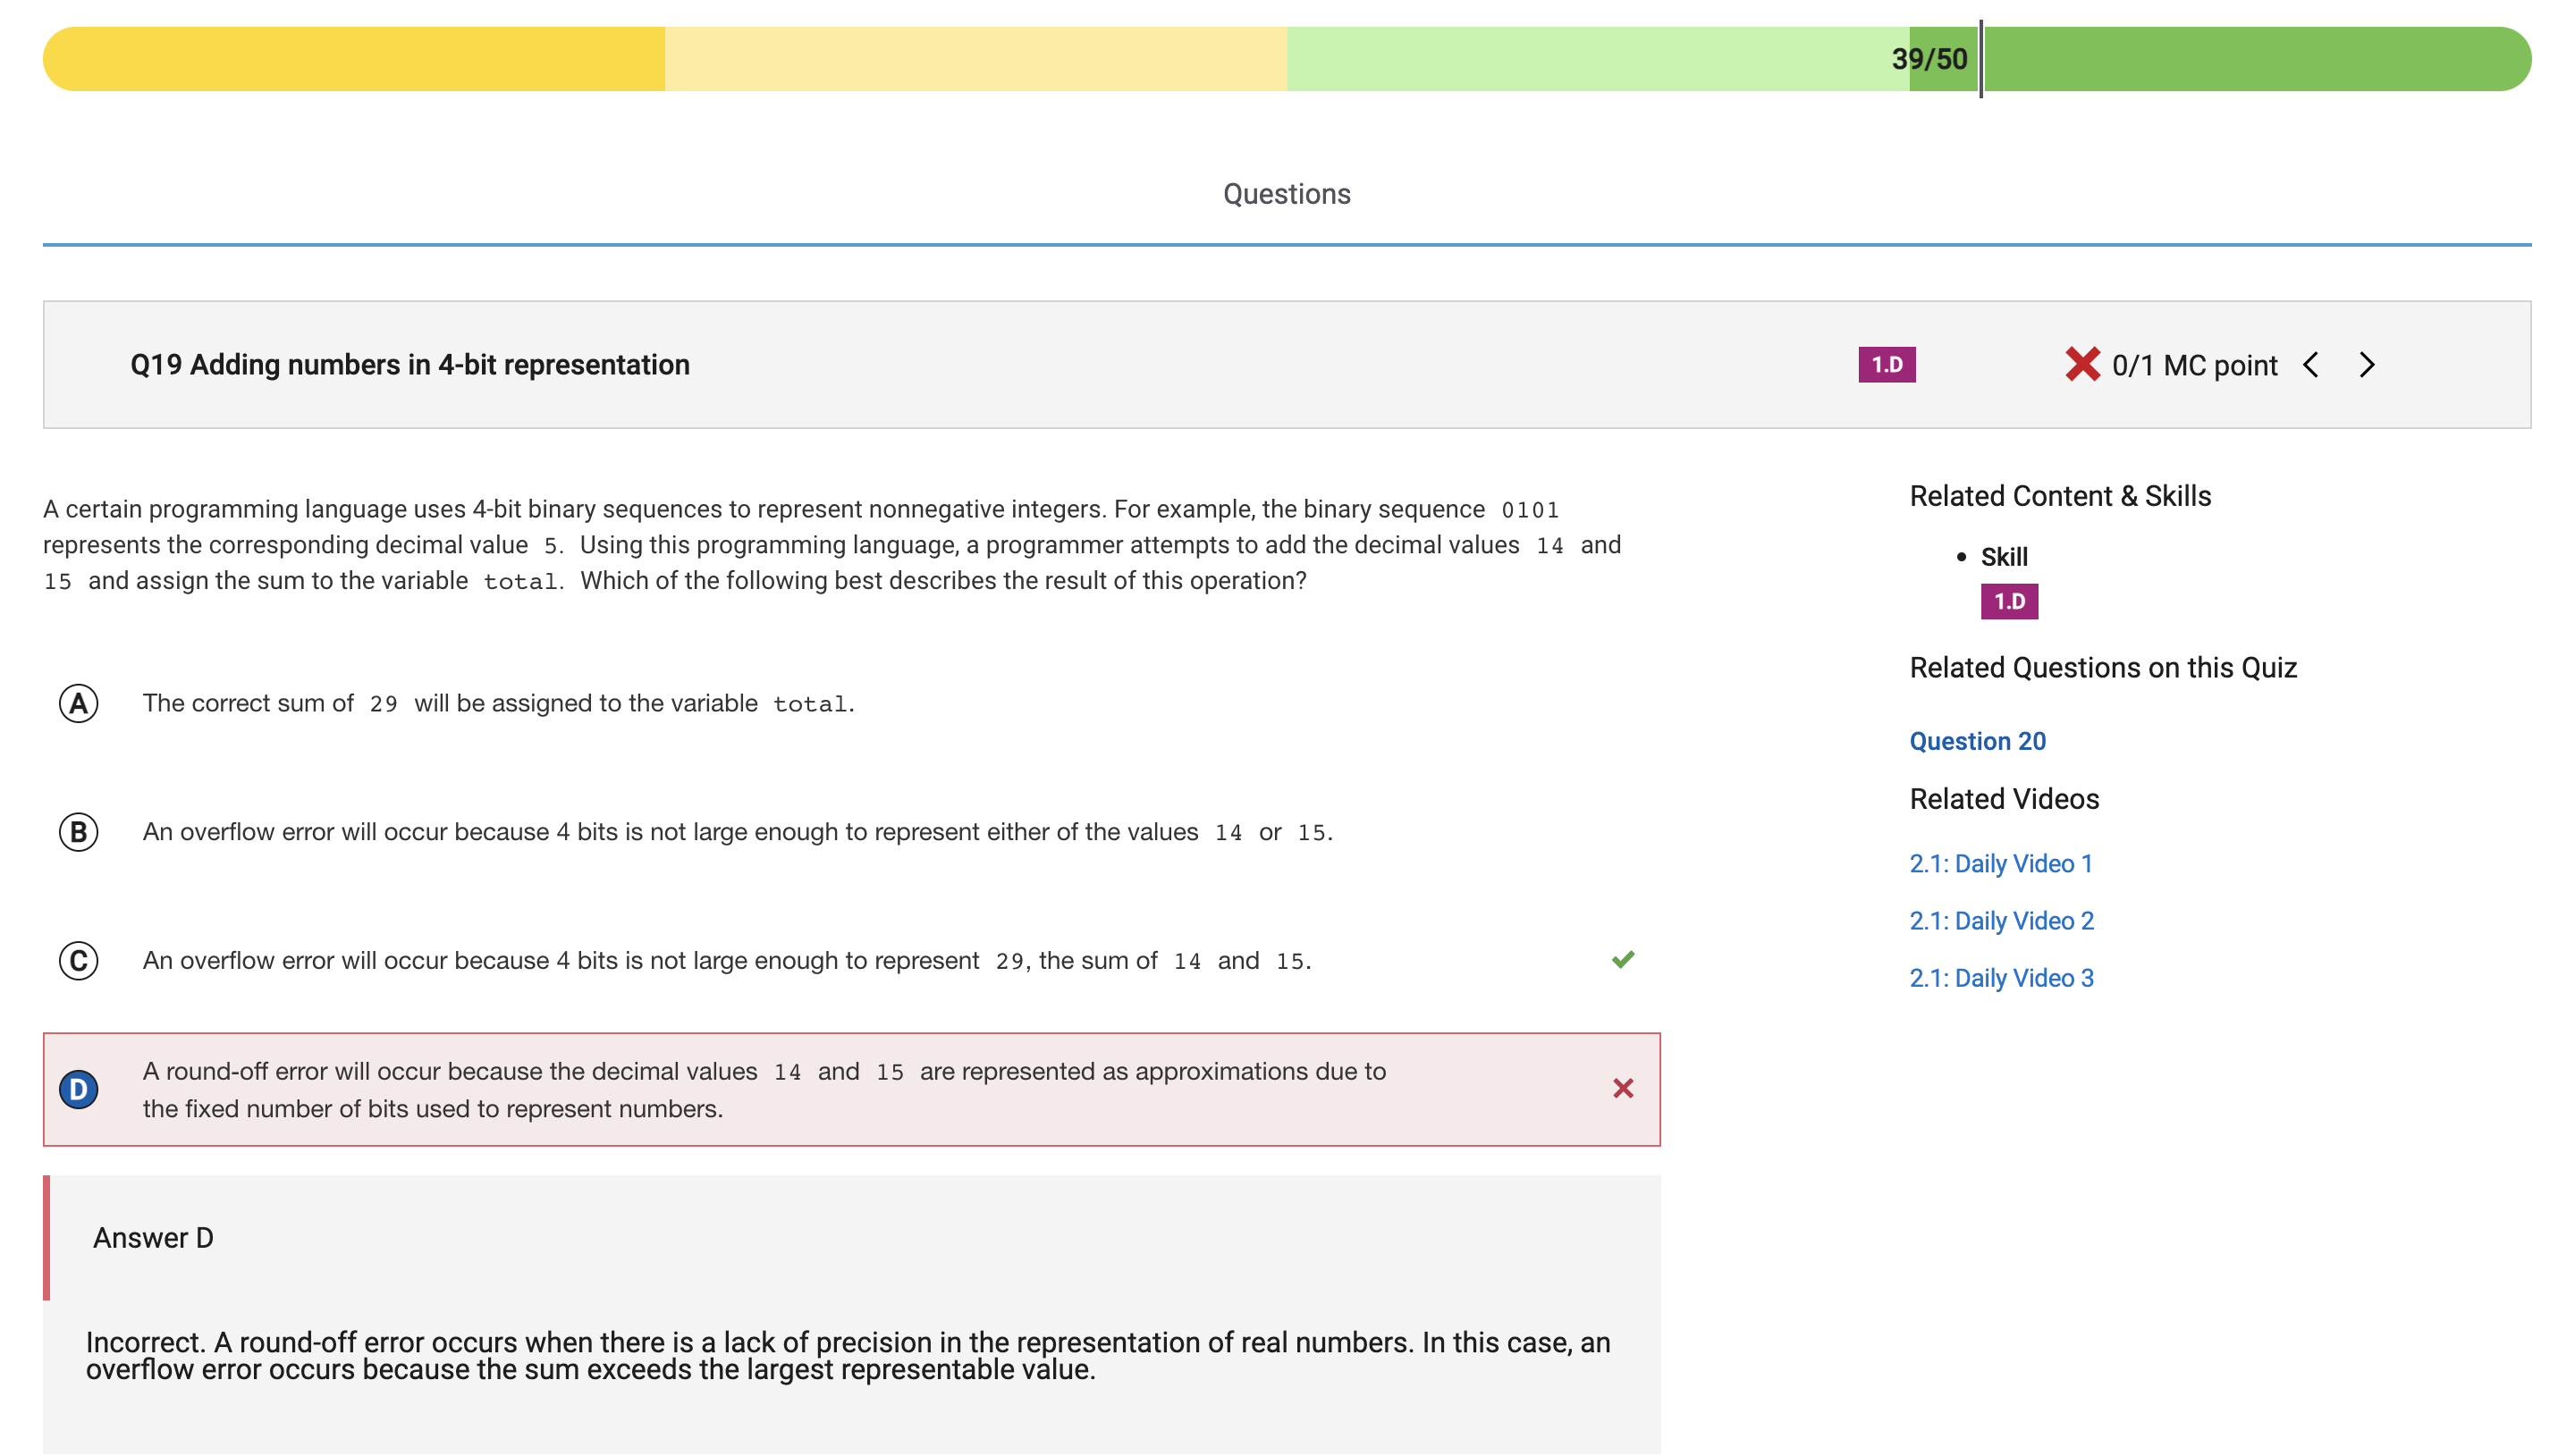 39/50
Questions
Q19 Adding numbers in 4-bit representation
1.D
0/1 MC point
A certain programming language uses 4-bit binary sequences to represent nonnegative integers. For example, the binary sequence 0101
represents the corresponding decimal value 5. Using this programming language, a programmer attempts to add the decimal values 14 and
15 and assign the sum to the variable total. Which of the following best describes the result of this operation?
A The correct sum of 29 will be assigned to the variable total.
B An overflow error will occur because 4 bits is not large enough to represent either of the values 14 or 15.
C An overflow error will occur because 4 bits is not large enough to represent 29, the sum of 14 and 15.
D A round-off error will occur because the decimal values 14 and 15 are represented as approximations due to
the fixed number of bits used to represent numbers.
Answer D
Incorrect. A round-off error occurs when there is a lack of precision in the representation of real numbers. In this case, an
overflow error occurs because the sum exceeds the largest representable value.
Related Content & Skills
• Skill
1.D
Related Questions on this Quiz
Question 20
Related Videos
2.1: Daily Video 1
2.1: Daily Video 2
2.1: Daily Video 3